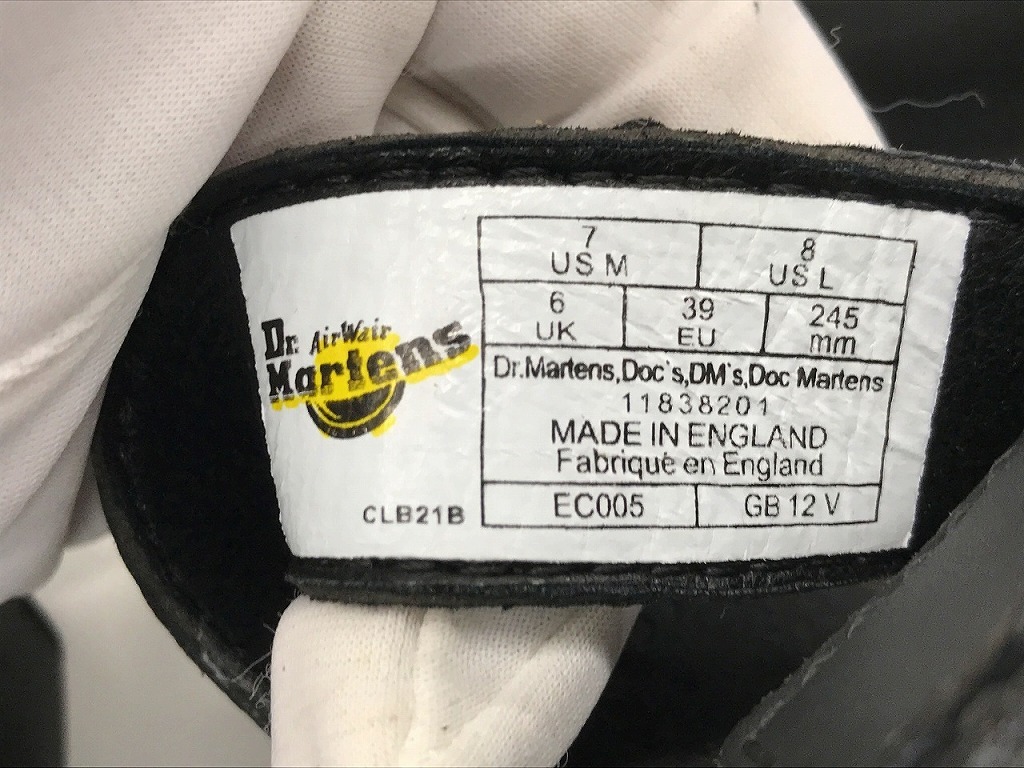 Dr. AirWair
Martens
CLB21B
7
US M
8
US L
6
UK
39
EU
245
mm
Dr.Martens,Doc`s,DM`s,Doc Martens
11838201
MADE IN ENGLAND
Fabrique en England
EC005
GB 12 V